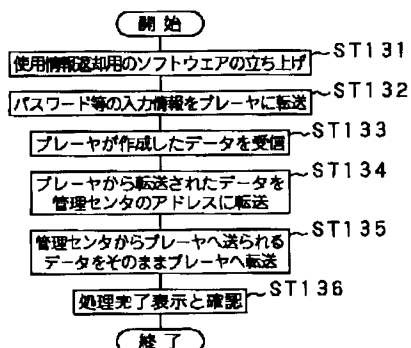 開始
使用情報返却用のソフトウェアの立ち上げ
ST131
パスワード等の入力情報をプレーヤに転送
ST132
プレーヤが作成したデータを受信
ST133
プレーヤから転送されたデータを
管理センタのアドレスに転送
ST134
管理センタからプレーヤへ送られる
データをそのままプレーヤへ転送
ST135
処理完了表示と確認
ST136
終了